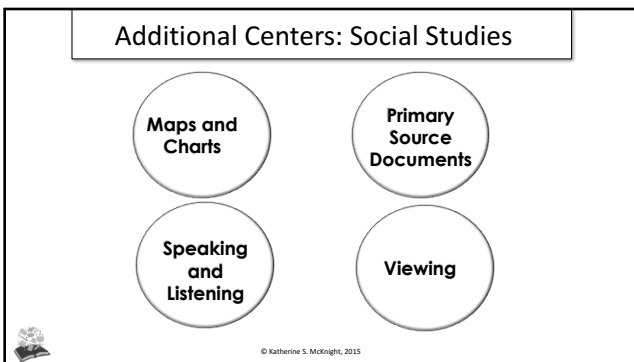 Additional Centers: Social Studies
Maps and
Charts
Primary
Source
Documents
Speaking
and
Listening
Viewing
© Katherine S. McKnight, 2015